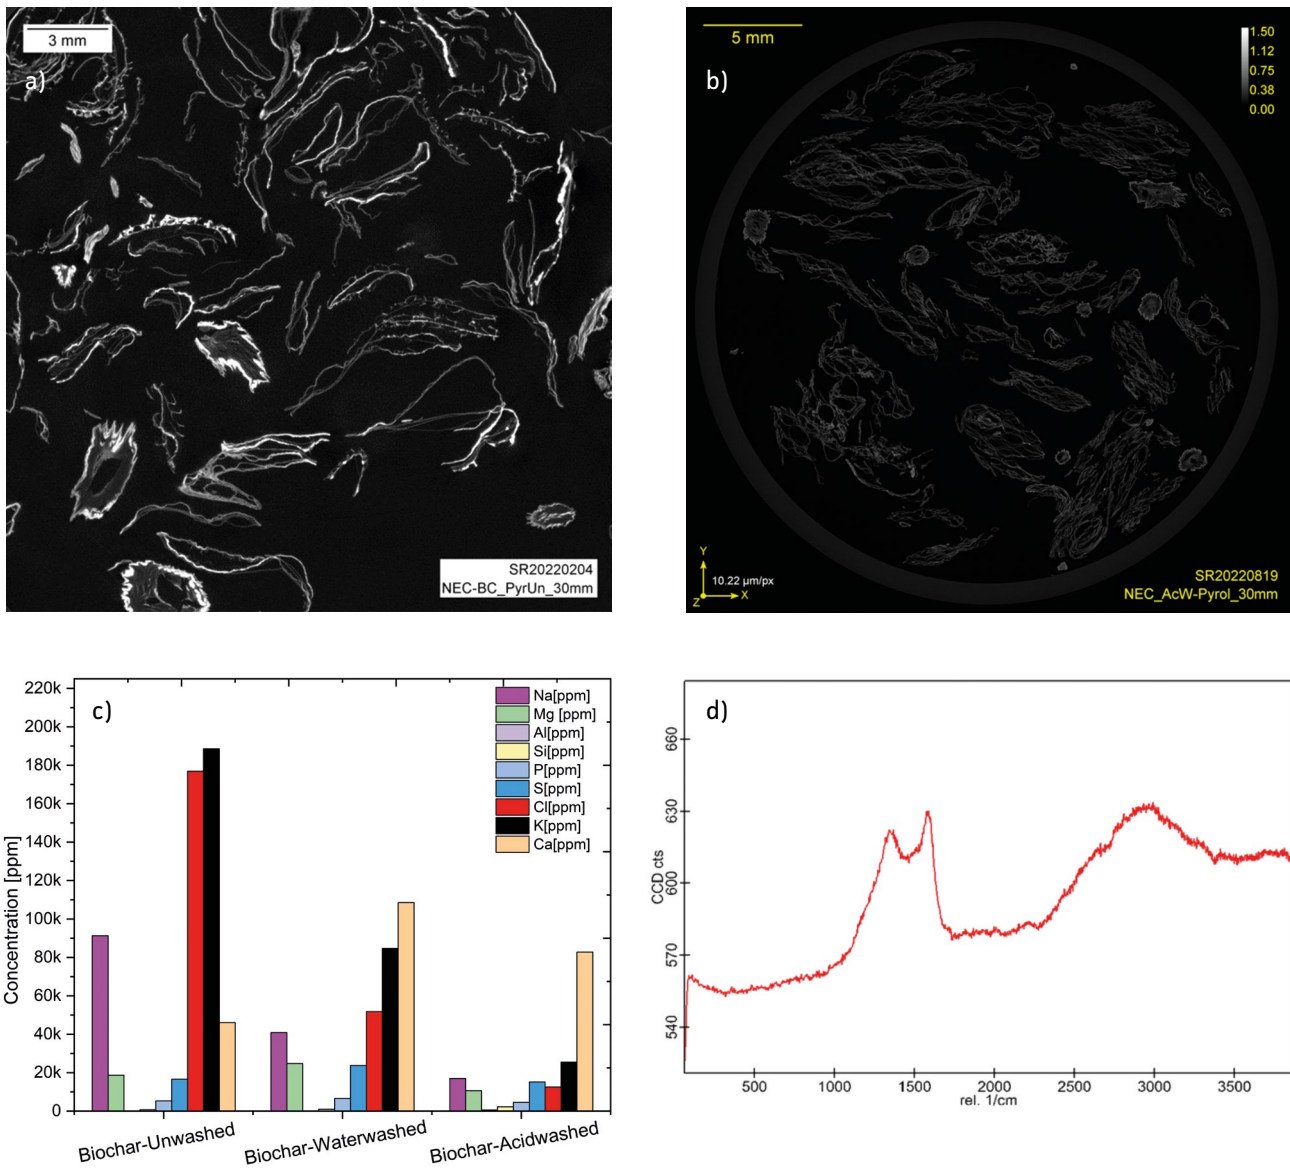 3 mm
a)
SR20220204
NEC-BC_PyrUn_30mm
5 mm
b)
1.50
1.12
0.75
0.38
0.00
Y
10.22 µm/px
Z
X
SR20220819
NEC_AcW-Pyrol_30mm
c)
220k
200k
180k
160k
140k
120k
100k
80k
60k
40k
20k
0
Concentration [ppm]
Na[ppm]
Mg [ppm]
Al[ppm]
Si[ppm]
P[ppm]
S[ppm]
Cl[ppm]
K[ppm]
Ca[ppm]
Biochar-Unwashed
Biochar-Waterwashed
Biochar-Acidwashed
d)
660
630
600
570
540
CCD cts
500
1000
1500
2000
2500
3000
3500
rel. 1/cm